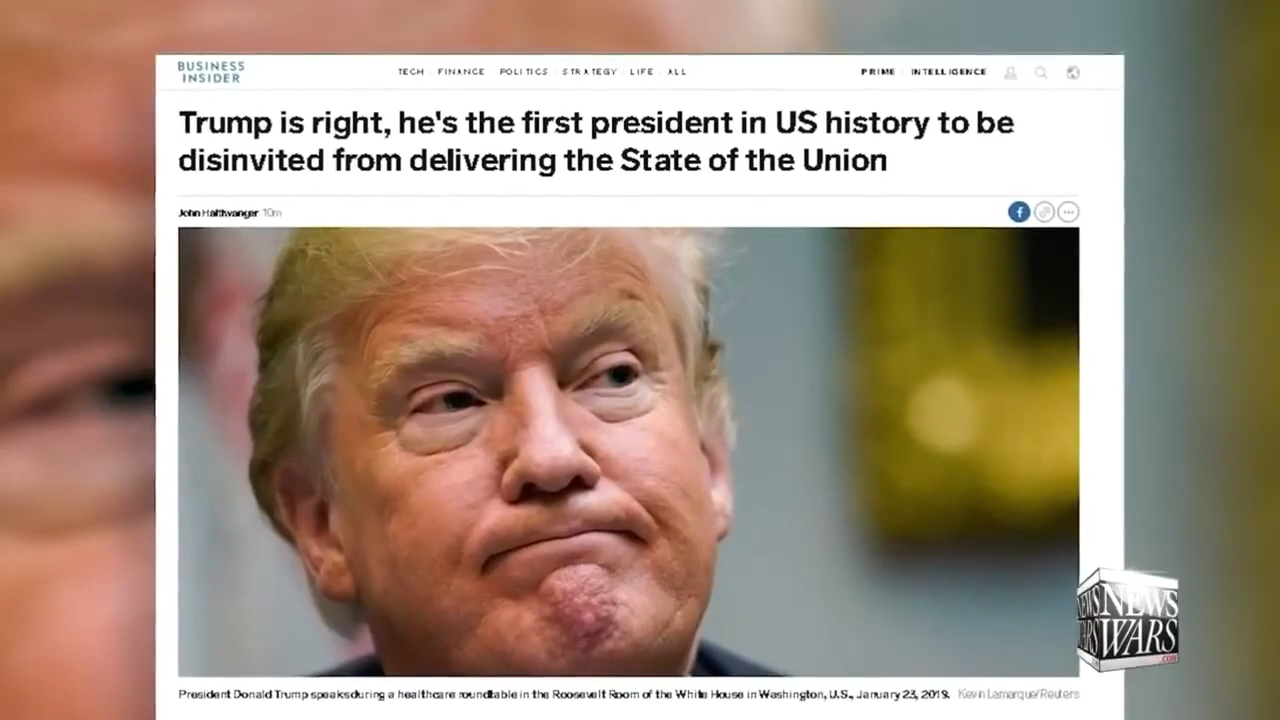 BUSINESS
INSIDER
TECH FINANCE POLITICS STRATEGY LIFE ALL
PRIME INTELLIGENCE
Trump is right, he's the first president in US history to be
disinvited from delivering the State of the Union
John Haltiwanger 10m
President Donald Trump speaks during a healthcare roundtable in the Roosevelt Room of the White House in Washington, U.S., January 23, 2019. Kevin Lamarque/Reuters
NEWS
WARS
.COM